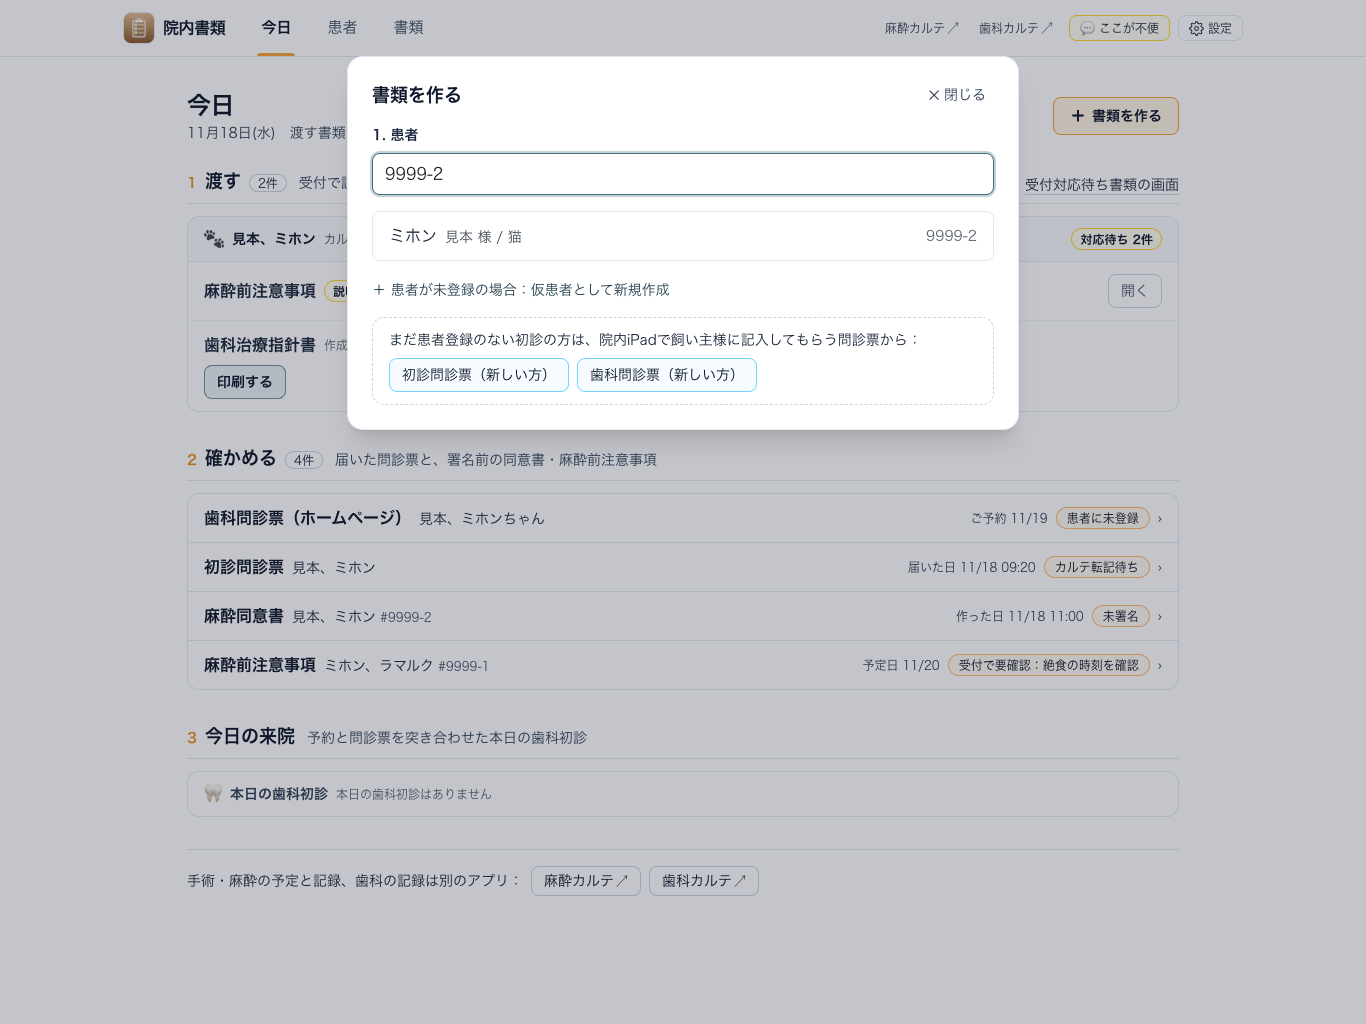 院内書類
今日
患者
書類
麻酔カルテ↗
歯科カルテ↗
ここが不便
設定
今日
11月18日(水) 渡す書類
+ 書類を作る
書類を作る
× 閉じる
1. 患者
9999-2
ミホン 見本 様 / 猫 9999-2
+ 患者が未登録の場合：仮患者として新規作成
まだ患者登録のない初診の方は、院内iPadで飼い主様に記入してもらう問診票から：
初診問診票（新しい方）
歯科問診票（新しい方）
1 渡す 2件 受付で
受付対応待ち書類の画面
見本、ミホン カル
対応待ち 2件
麻酔前注意事項
開く
歯科治療指針書 作成
印刷する
2 確かめる 4件 届いた問診票と、署名前の同意書・麻酔前注意事項
歯科問診票（ホームページ） 見本、ミホンちゃん ご予約 11/19 患者に未登録 ›
初診問診票 見本、ミホン 届いた日 11/18 09:20 カルテ転記待ち ›
麻酔同意書 見本、ミホン #9999-2 作った日 11/18 11:00 未署名 ›
麻酔前注意事項 ミホン、ラマルク #9999-1 予定日 11/20 受付で要確認：絶食の時刻を確認 ›
3 今日の来院 予約と問診票を突き合わせた本日の歯科初診
本日の歯科初診 本日の歯科初診はありません
手術・麻酔の予定と記録、歯科の記録は別のアプリ： 麻酔カルテ↗ 歯科カルテ↗